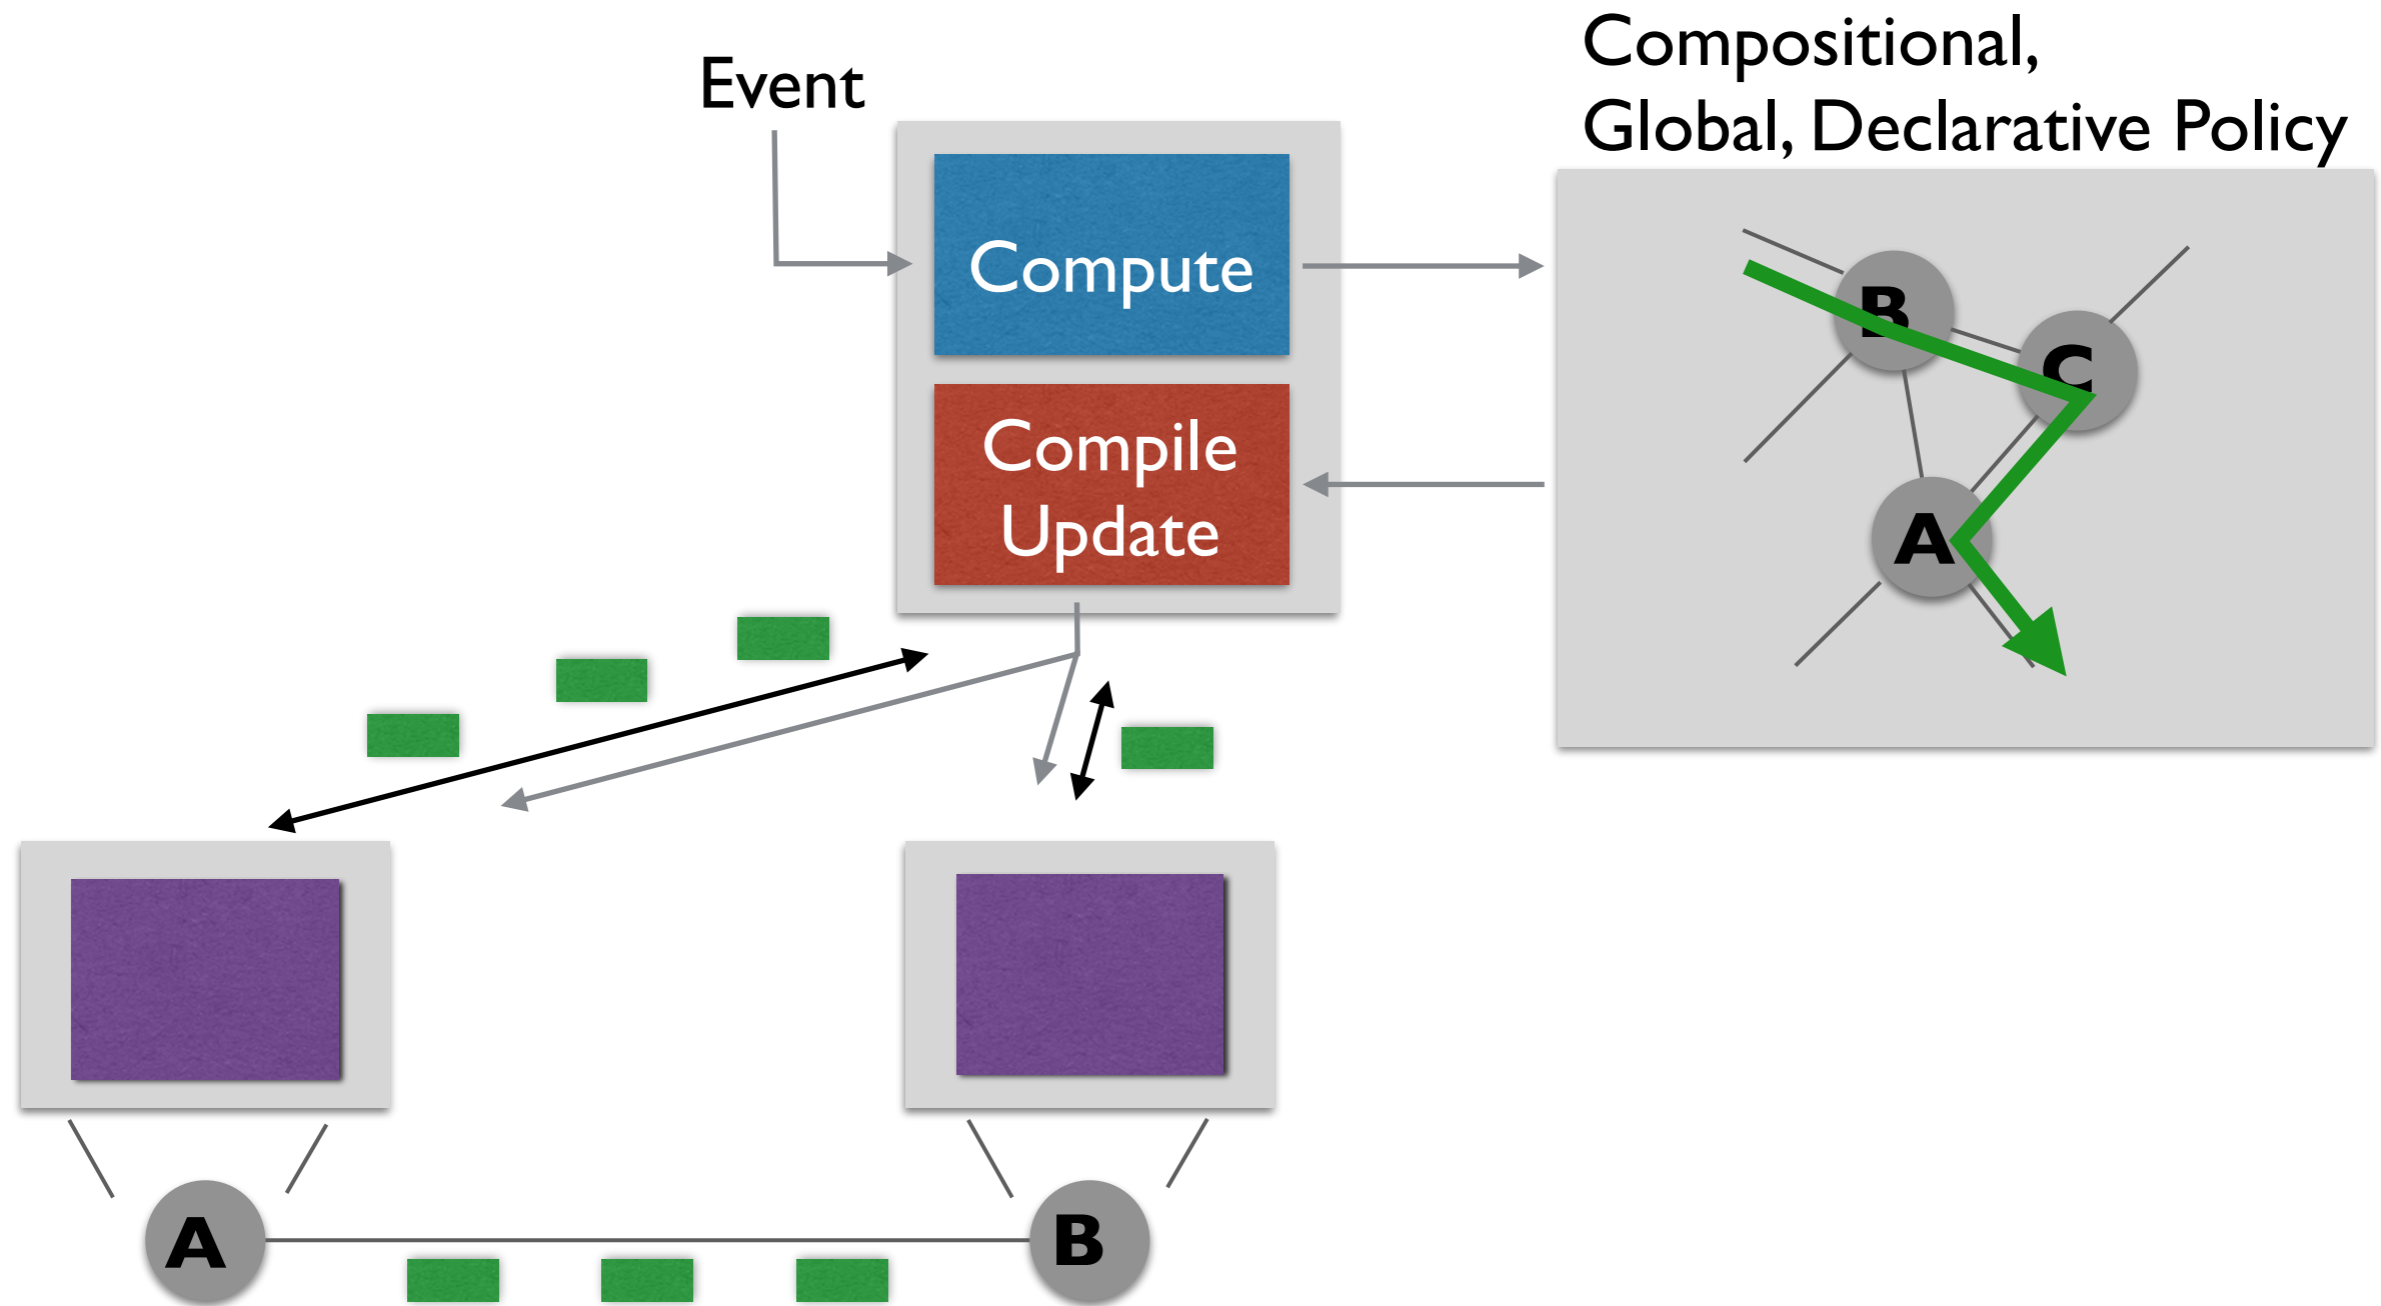 Compositional,
Global, Declarative Policy
Event
Compute
Compile
Update
B
C
A
A
B